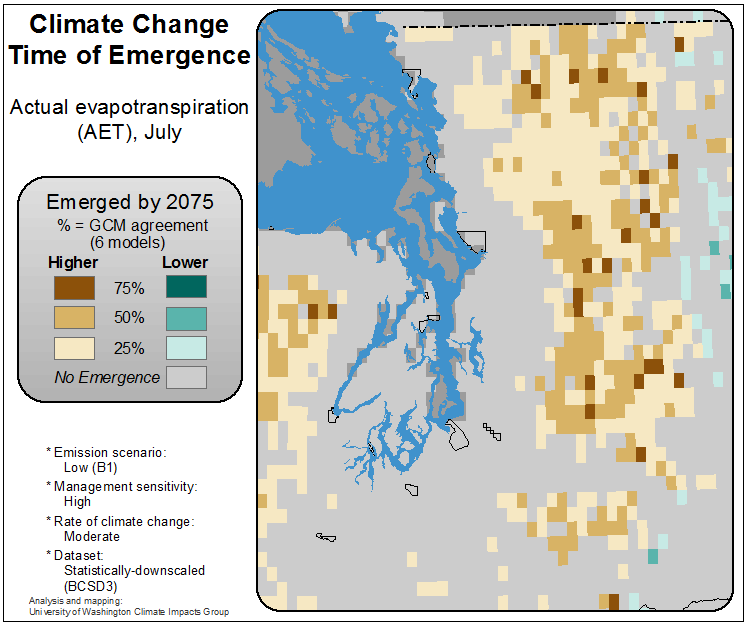 Climate Change
Time of Emergence
Actual evapotranspiration
(AET), July
Emerged by 2075
% = GCM agreement
(6 models)
Higher Lower
75%
50%
25%
No Emergence
* Emission scenario:
Low (B1)
* Management sensitivity:
High
* Rate of climate change:
Moderate
* Dataset:
Statistically-downscaled
(BCSD3)
Analysis and mapping:
University of Washington Climate Impacts Group